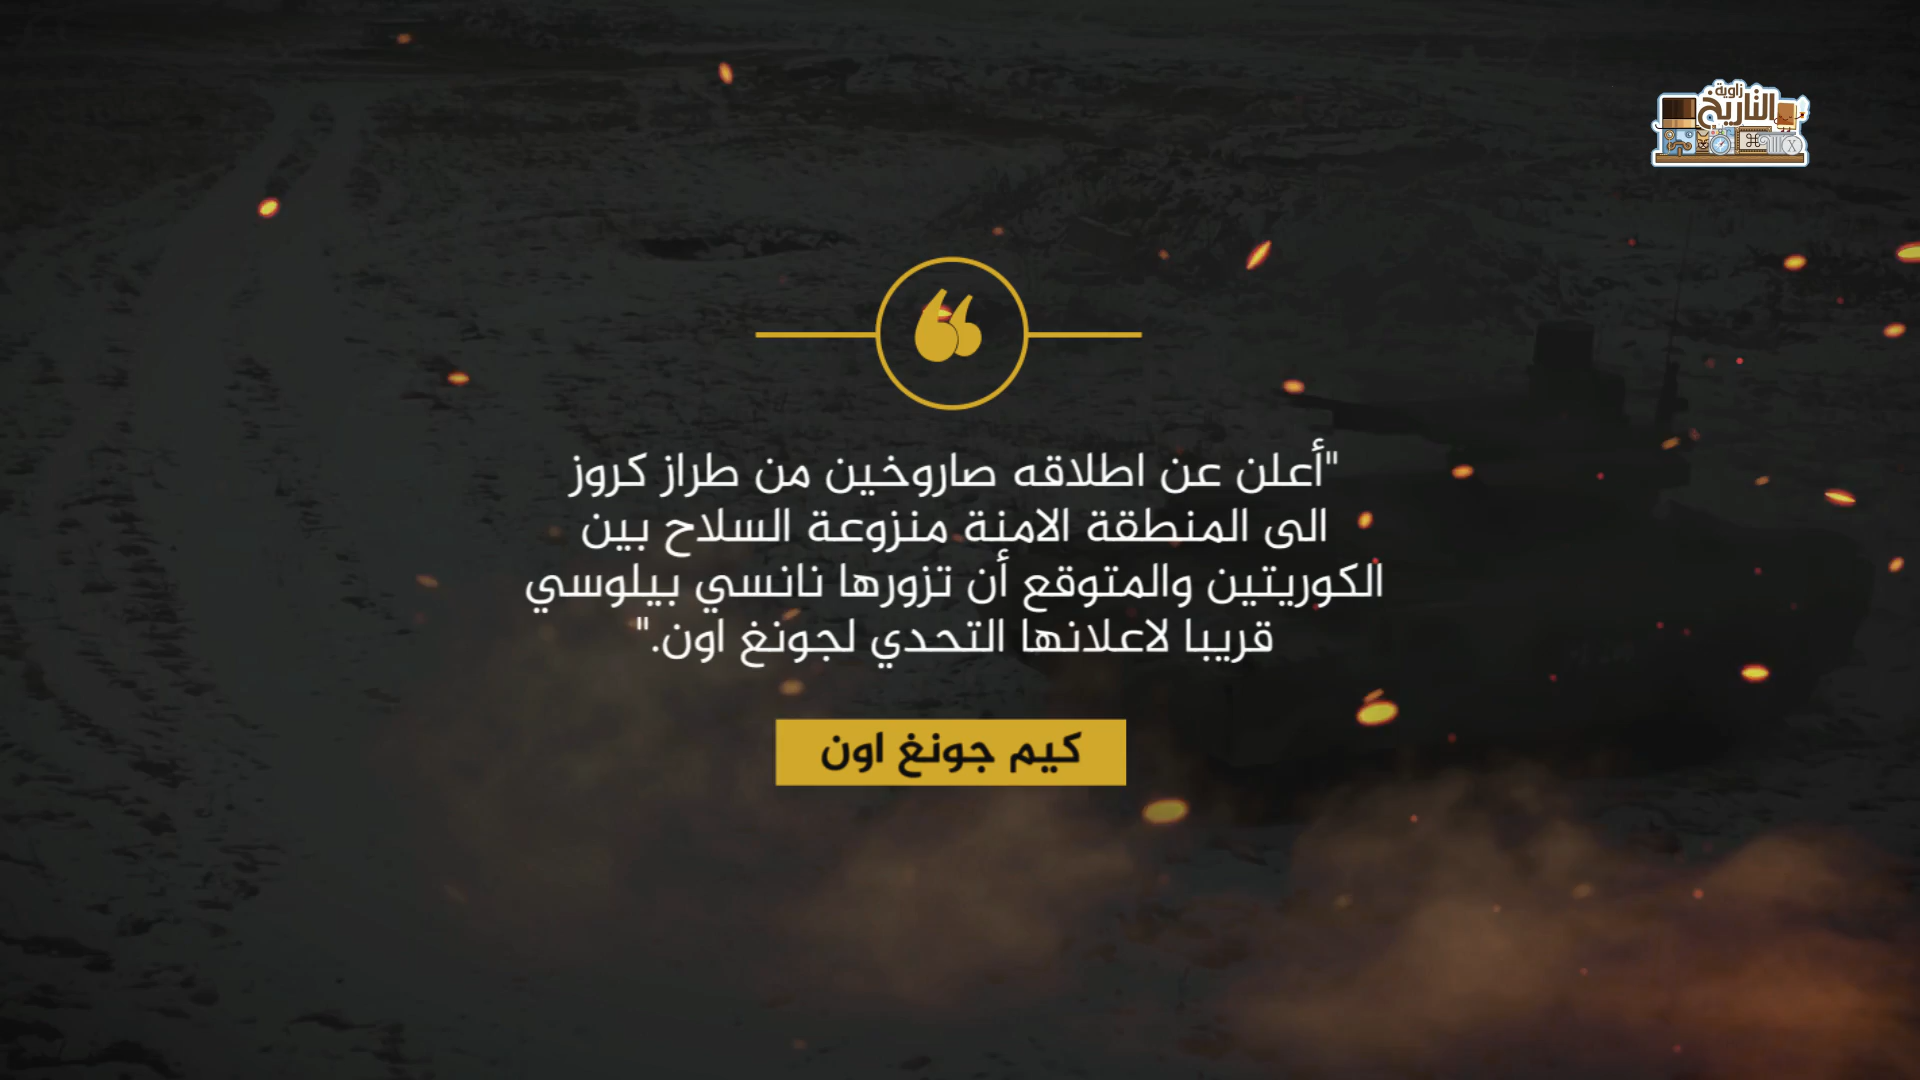 زاوية
التاريخ
"أعلن عن اطلاقه صاروخين من طراز كروز
الى المنطقة الامنة منزوعة السلاح بين
الكوريتين والمتوقع أن تزورها نانسي بيلوسي
قريبا لاعلانها التحدي لجونغ اون."
كيم جونغ اون